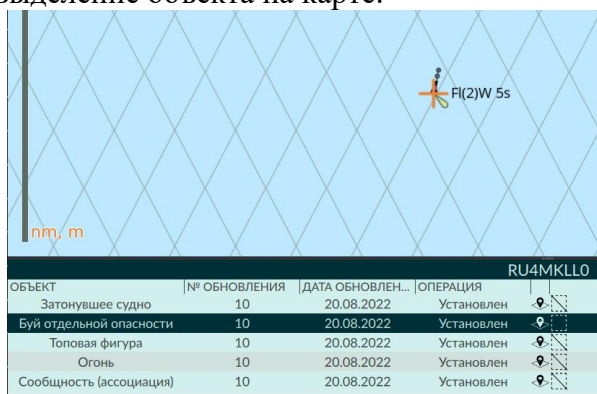 выделение объекта на карте.
Fl(2)W 5s
nm, m
RU4MKLL0
ОБЪЕКТ № ОБНОВЛЕНИЯ ДАТА ОБНОВЛЕН... ОПЕРАЦИЯ
Затонувшее судно 10 20.08.2022 Установлен
Буй отдельной опасности 10 20.08.2022 Установлен
Топовая фигура 10 20.08.2022 Установлен
Огонь 10 20.08.2022 Установлен
Сообщность (ассоциация) 10 20.08.2022 Установлен